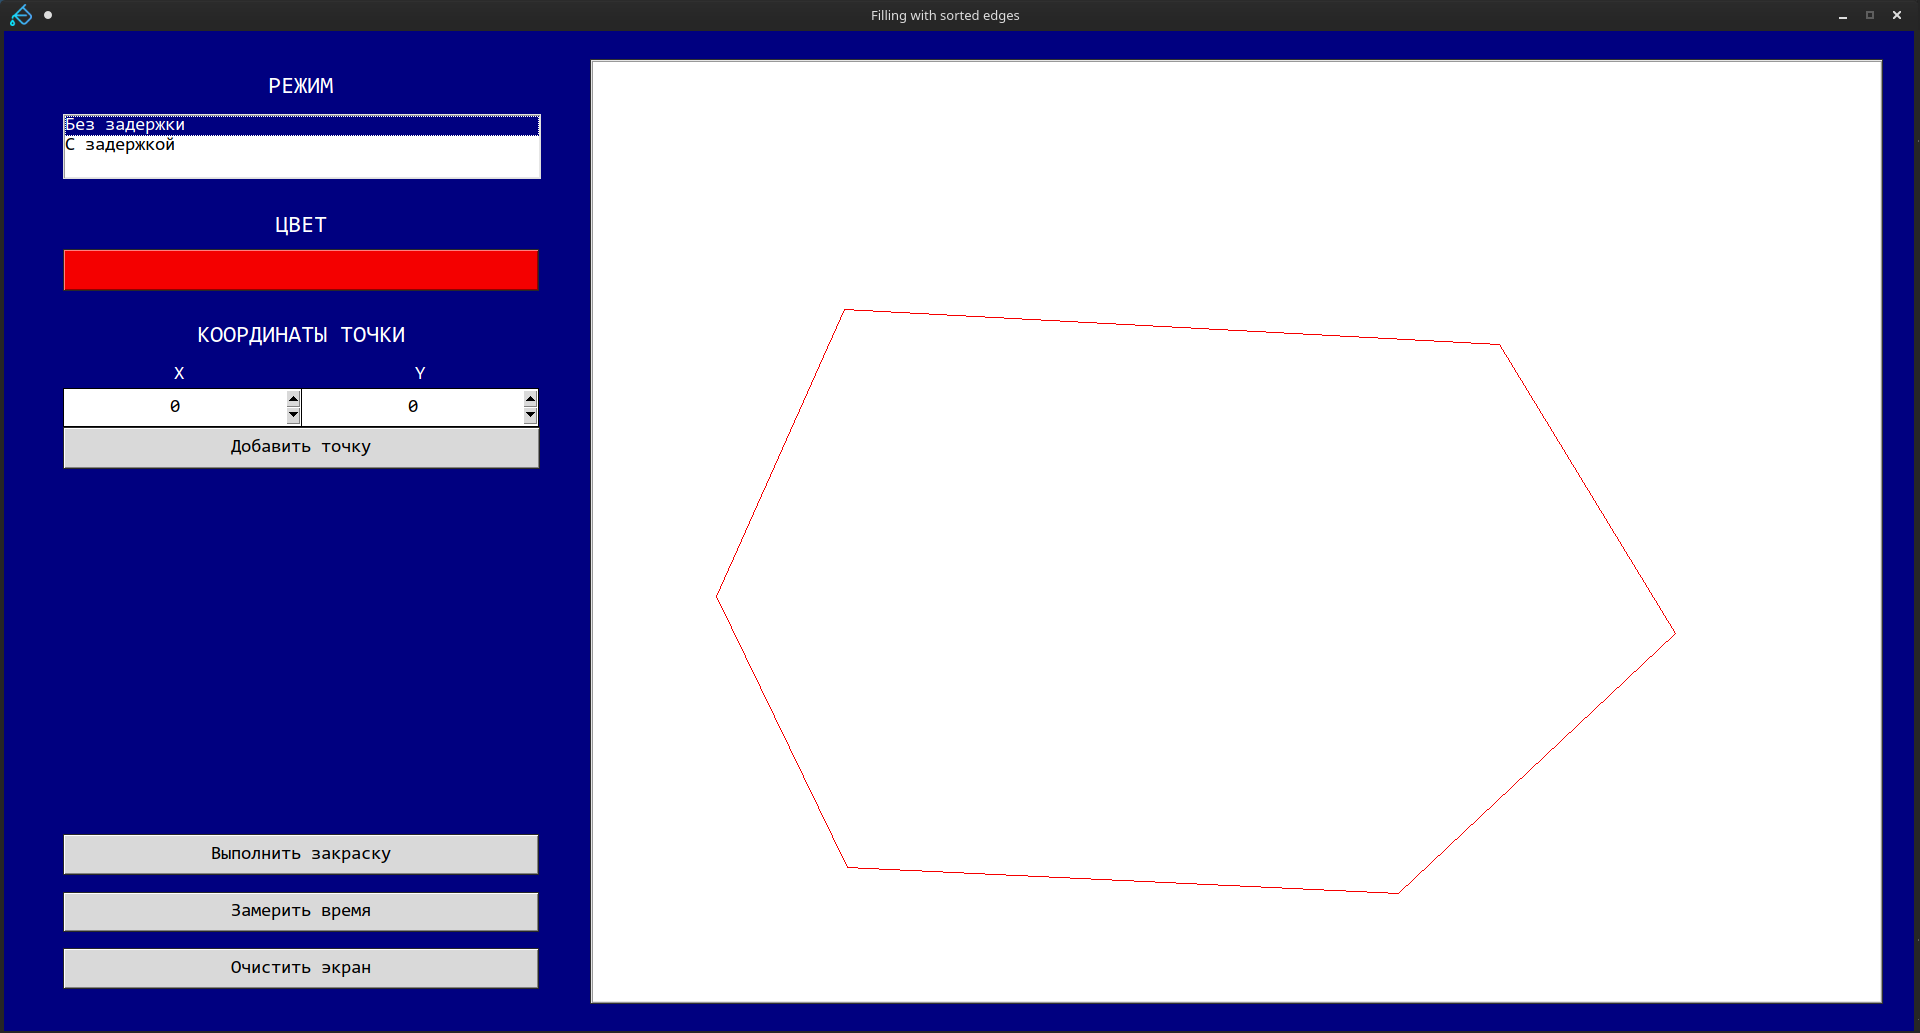 Filling with sorted edges
РЕЖИМ
Без задержки
С задержкой
ЦВЕТ
КООРДИНАТЫ ТОЧКИ
X Y
0 0
Добавить точку
Выполнить закраску
Замерить время
Очистить экран